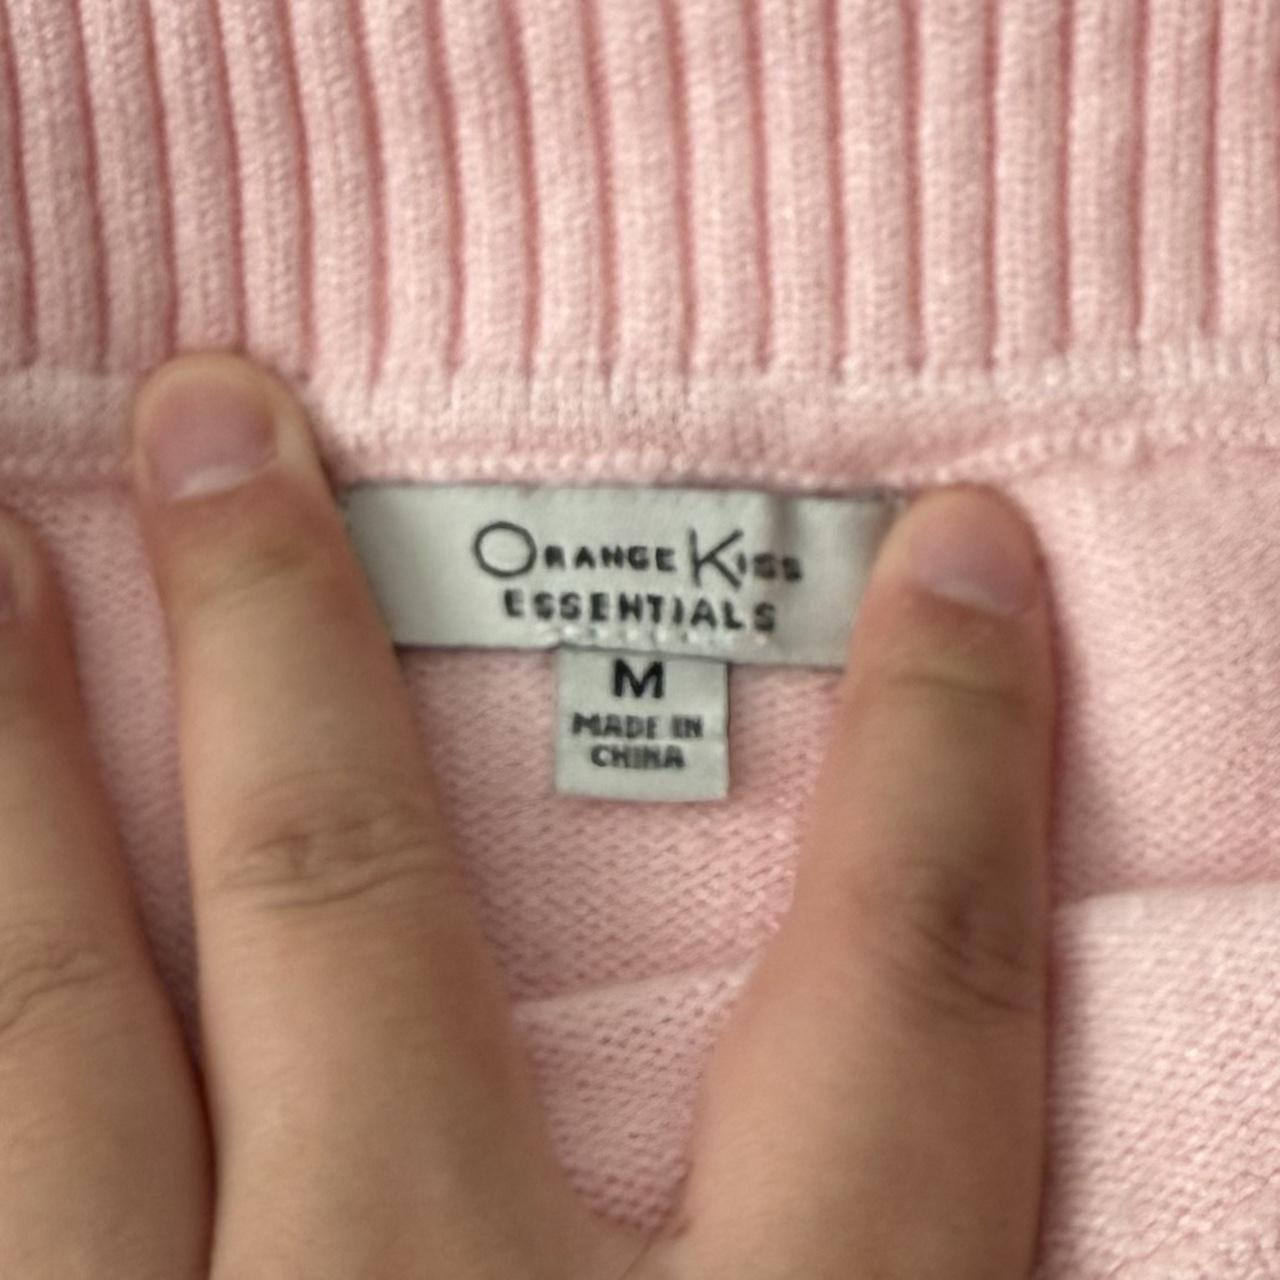 ORANGE KISS
ESSENTIALS
M
MADE IN
CHINA